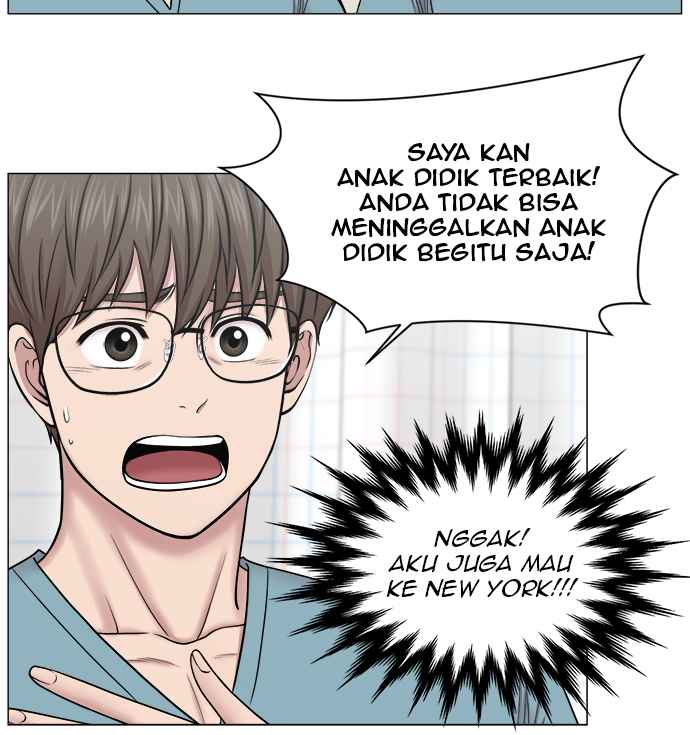 SAYA KAN
ANAK DIDIK TERBAIK!
ANDA TIDAK BISA
MENINGGALKAN ANAK
DIDIK BEGITU SAJA!
NGGAK!
AKU JUGA MAU
KE NEW YORK!!!